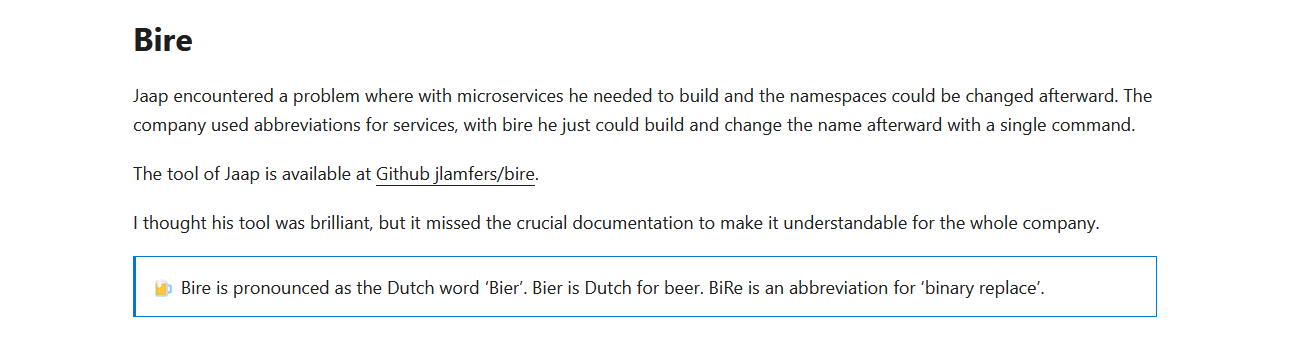 Bire
Jaap encountered a problem where with microservices he needed to build and the namespaces could be changed afterward. The
company used abbreviations for services, with bire he just could build and change the name afterward with a single command.
The tool of Jaap is available at Github jlamfers/bire.
I thought his tool was brilliant, but it missed the crucial documentation to make it understandable for the whole company.
🍺 Bire is pronounced as the Dutch word ‘Bier’. Bier is Dutch for beer. BiRe is an abbreviation for ‘binary replace’.